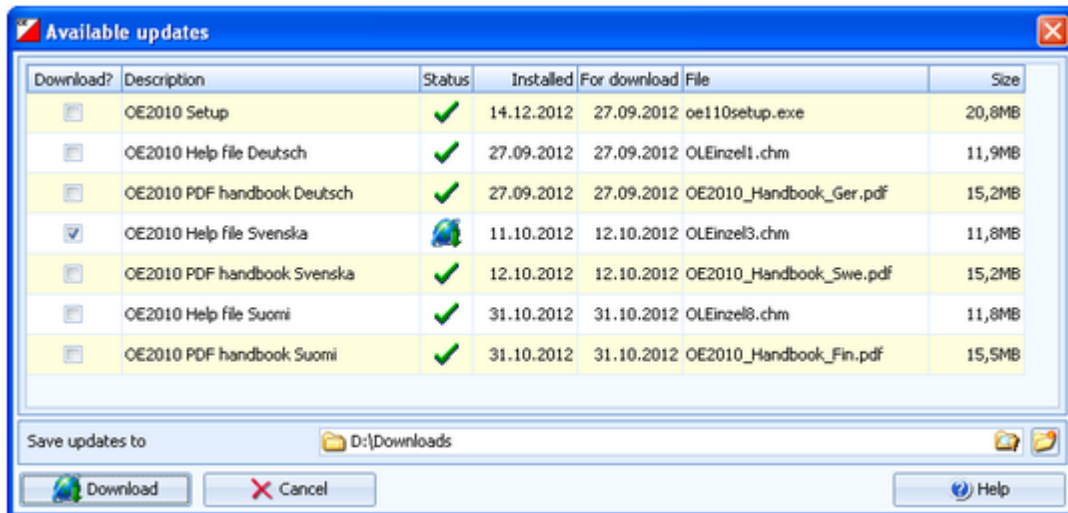 Available updates
Download? Description Status Installed For download File Size
OE2010 Setup 14.12.2012 27.09.2012 oe110setup.exe 20,8MB
OE2010 Help file Deutsch 27.09.2012 27.09.2012 OLEinzel1.chm 11,9MB
OE2010 PDF handbook Deutsch 27.09.2012 27.09.2012 OE2010_Handbook_Ger.pdf 15,2MB
OE2010 Help file Svenska 11.10.2012 12.10.2012 OLEinzel3.chm 11,8MB
OE2010 PDF handbook Svenska 12.10.2012 12.10.2012 OE2010_Handbook_Swe.pdf 15,2MB
OE2010 Help file Suomi 31.10.2012 31.10.2012 OLEinzel8.chm 11,8MB
OE2010 PDF handbook Suomi 31.10.2012 31.10.2012 OE2010_Handbook_Fin.pdf 15,5MB
Save updates to D:\Downloads
Download Cancel Help